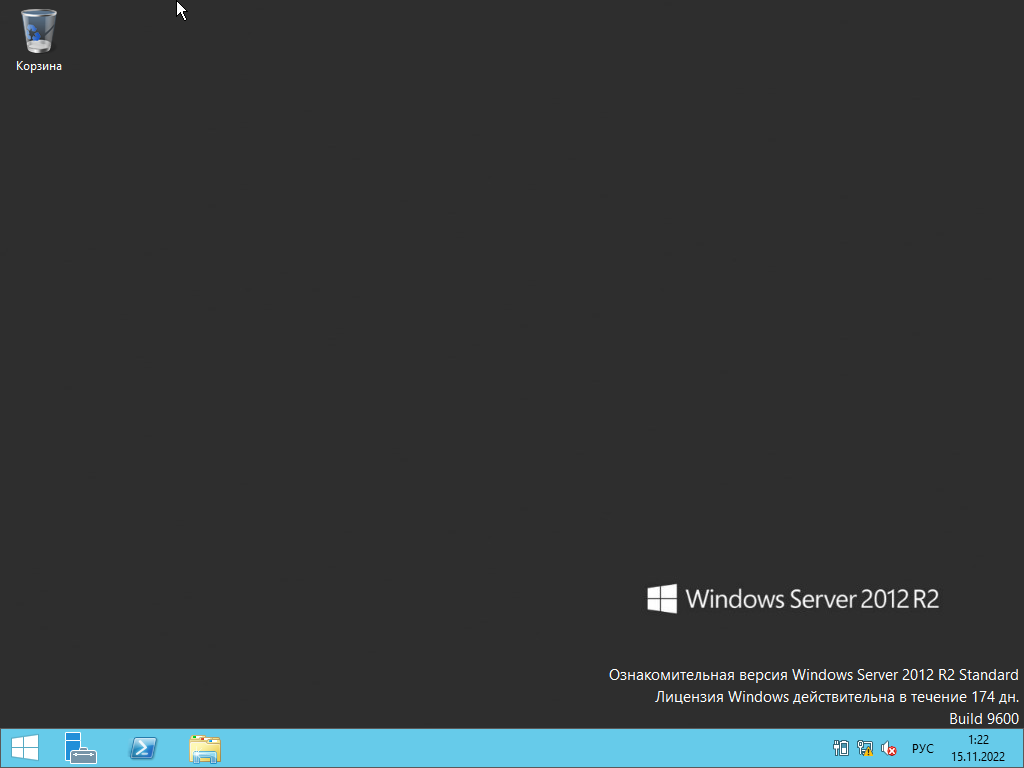 Корзина
Windows Server 2012 R2
Ознакомительная версия Windows Server 2012 R2 Standard
Лицензия Windows действительна в течение 174 дн.
Build 9600
РУС
1:22
15.11.2022